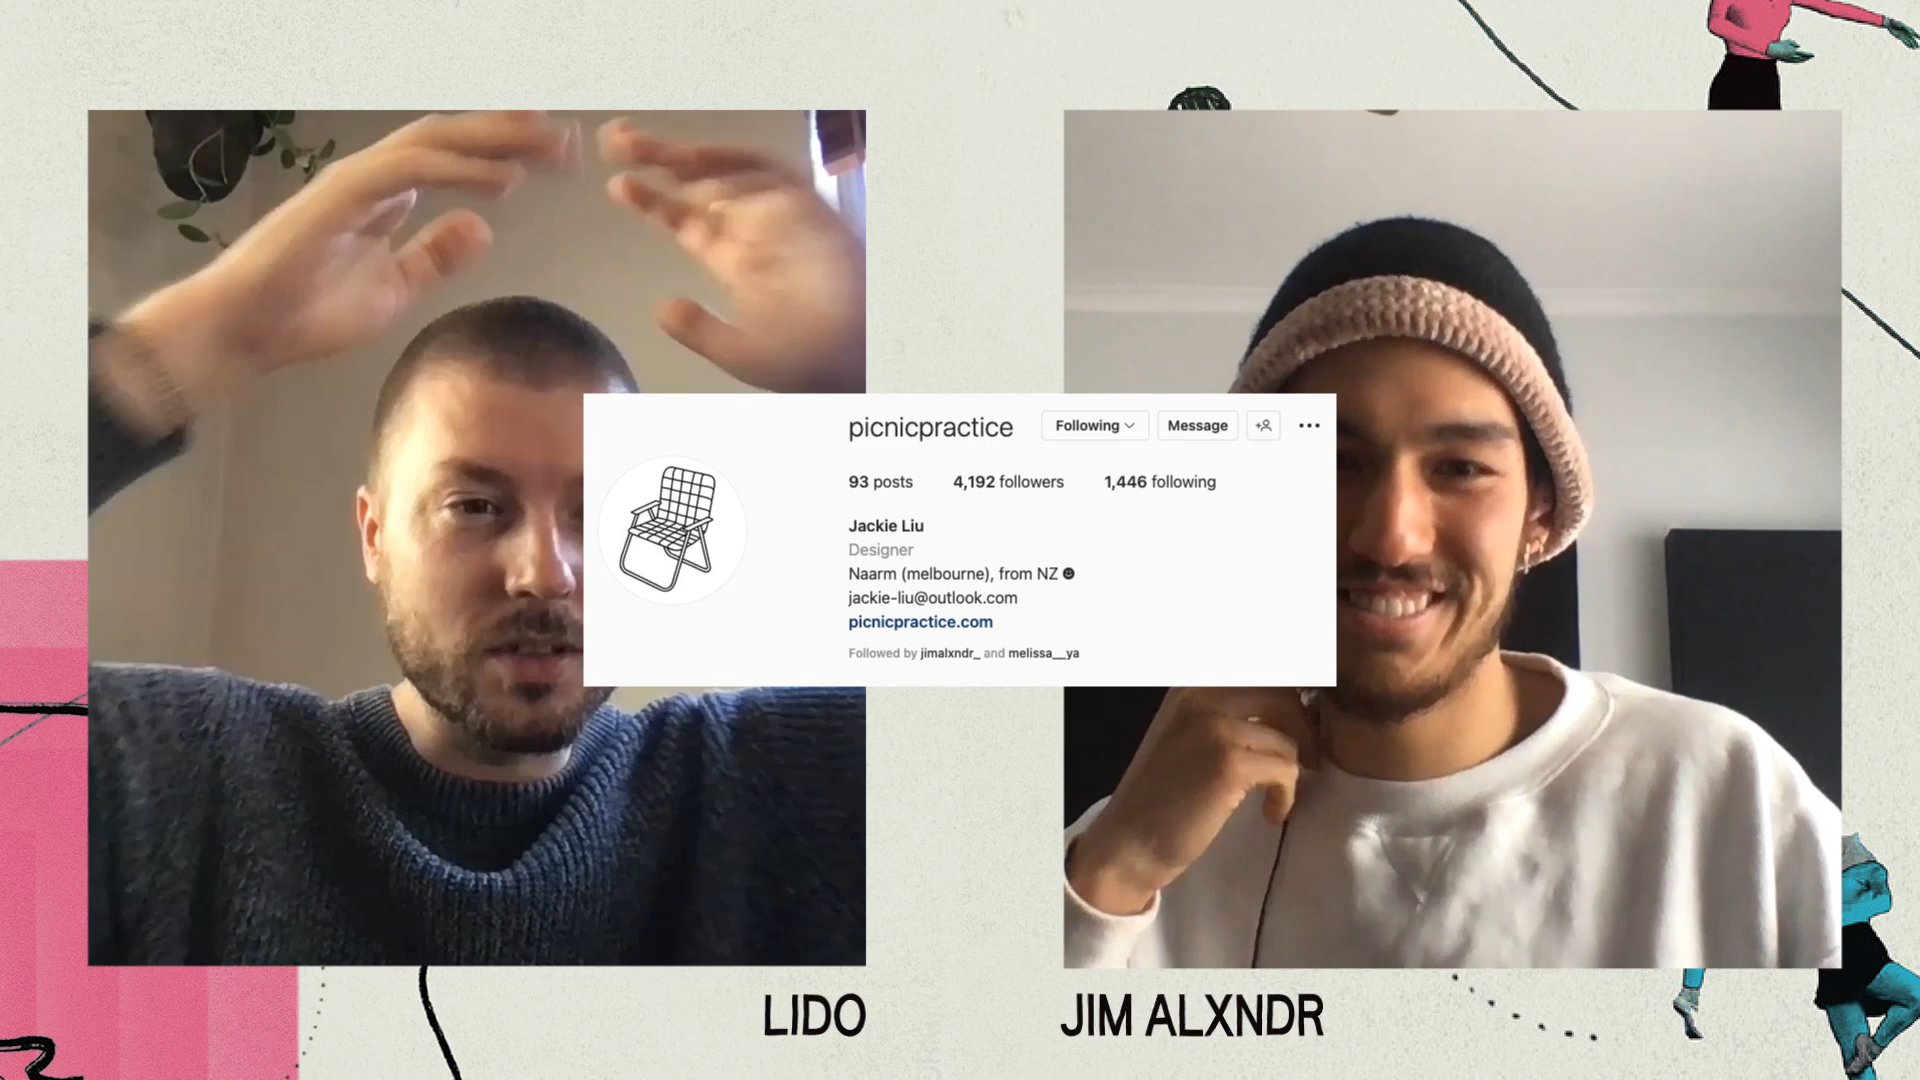 picnicpractice Following Message
93 posts 4,192 followers 1,446 following
Jackie Liu
Designer
Naarm (melbourne), from NZ
jackie-liu@outlook.com
picnicpractice.com
Followed by jimalxndr_ and melissa__ya
LIDO JIM ALXNDR